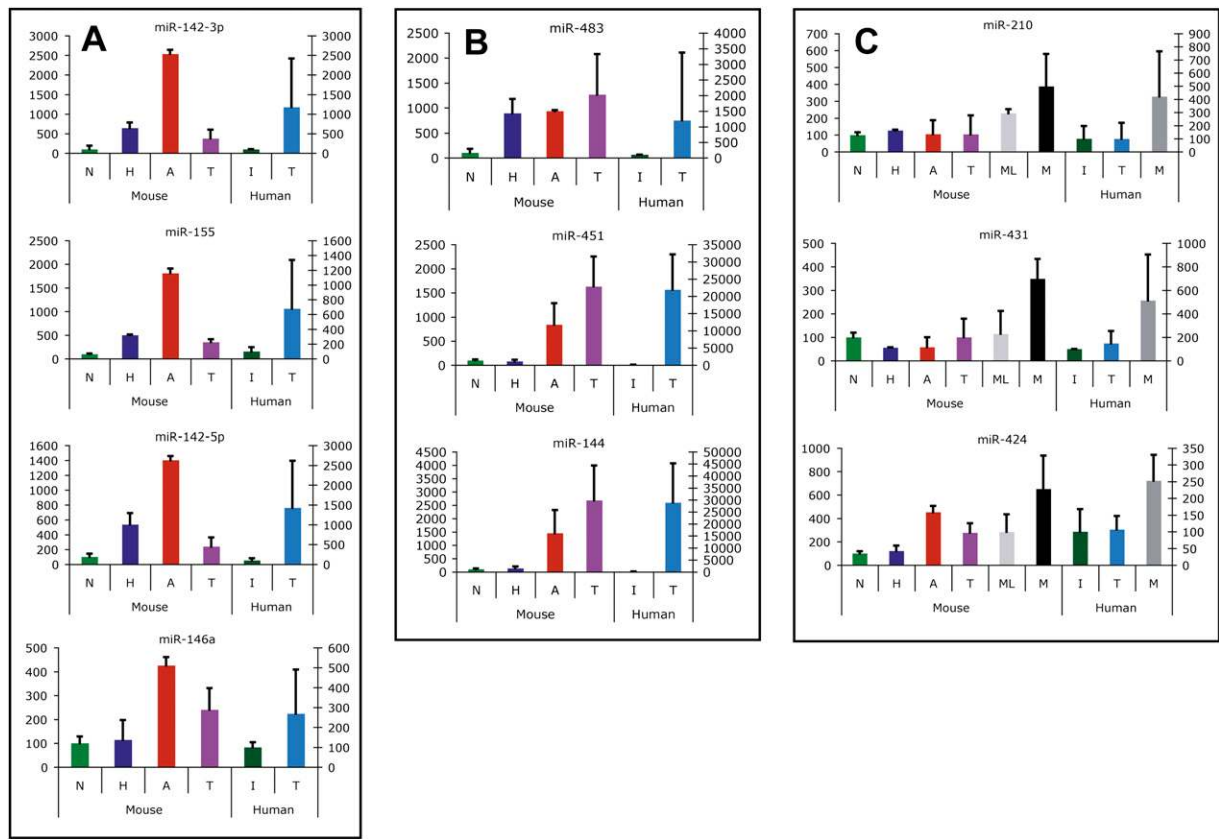 A
miR-142-3p
3000 3000
2500 2500
2000 2000
1500 1500
1000 1000
500 500
0 0
N H A T I T
Mouse Human
miR-155
2500 1600
2000 1400
1500 1200
1000 1000
500 800
0 600
400
200
0
N H A T I T
Mouse Human
miR-142-5p
1600 3000
1400 2500
1200 2000
1000 1500
800 1000
600 500
400 0
200
0
N H A T I T
Mouse Human
miR-146a
500 600
400 500
300 400
200 300
100 200
0 100
0
N H A T I T
Mouse Human
B
miR-483
2500 4000
2000 3500
1500 3000
1000 2500
500 2000
0 1500
1000
500
0
N H A T I T
Mouse Human
miR-451
2500 35000
2000 30000
1500 25000
1000 20000
500 15000
0 10000
5000
0
N H A T I T
Mouse Human
miR-144
4500 50000
4000 45000
3500 40000
3000 35000
2500 30000
2000 25000
1500 20000
1000 15000
500 10000
0 5000
0
N H A T I T
Mouse Human
C
miR-210
700 900
600 800
500 700
400 600
300 500
200 400
100 300
0 200
100
0
N H A T ML M I T M
Mouse Human
miR-431
500 1000
400 800
300 600
200 400
100 200
0 0
N H A T ML M I T M
Mouse Human
miR-424
1000 350
800 300
600 250
400 200
200 150
0 100
50
0
N H A T ML M I T M
Mouse Human